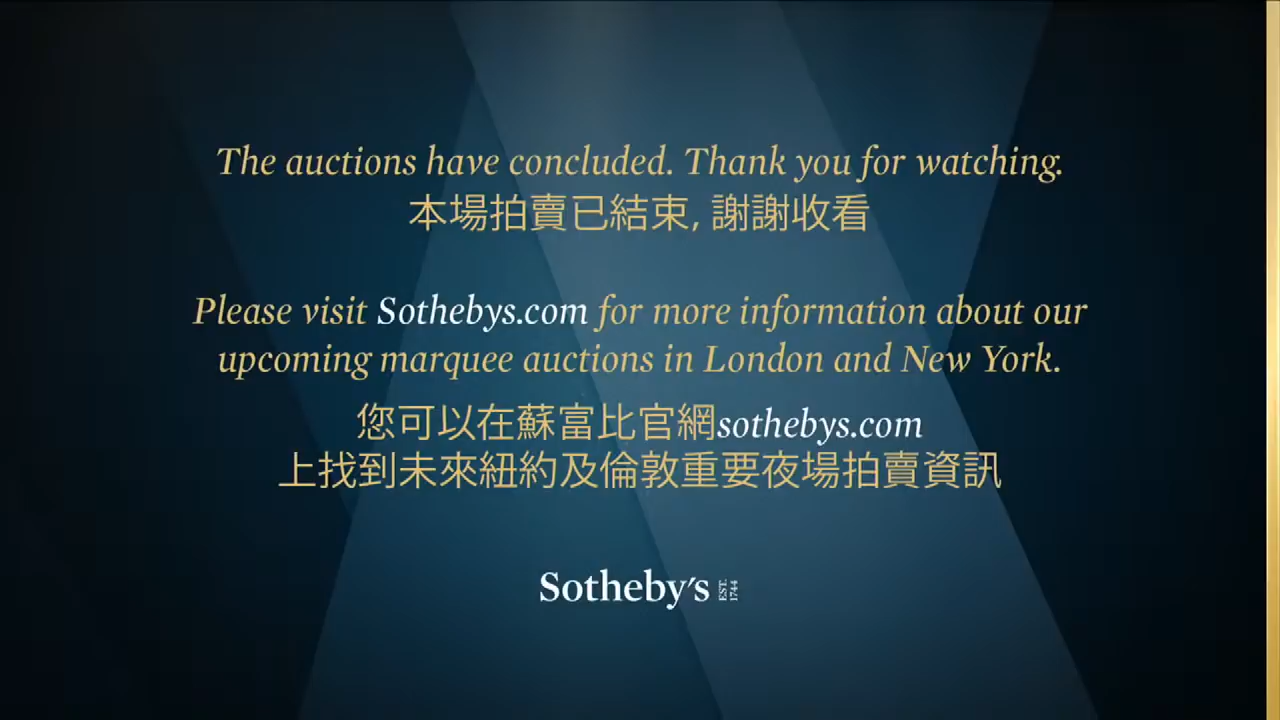 The auctions have concluded. Thank you for watching.
本場拍賣已結束, 謝謝收看
Please visit Sothebys.com for more information about our
upcoming marquee auctions in London and New York.
您可以在蘇富比官網sothebys.com
上找到未來紐約及倫敦重要夜場拍賣資訊
Sotheby's EST. 1744